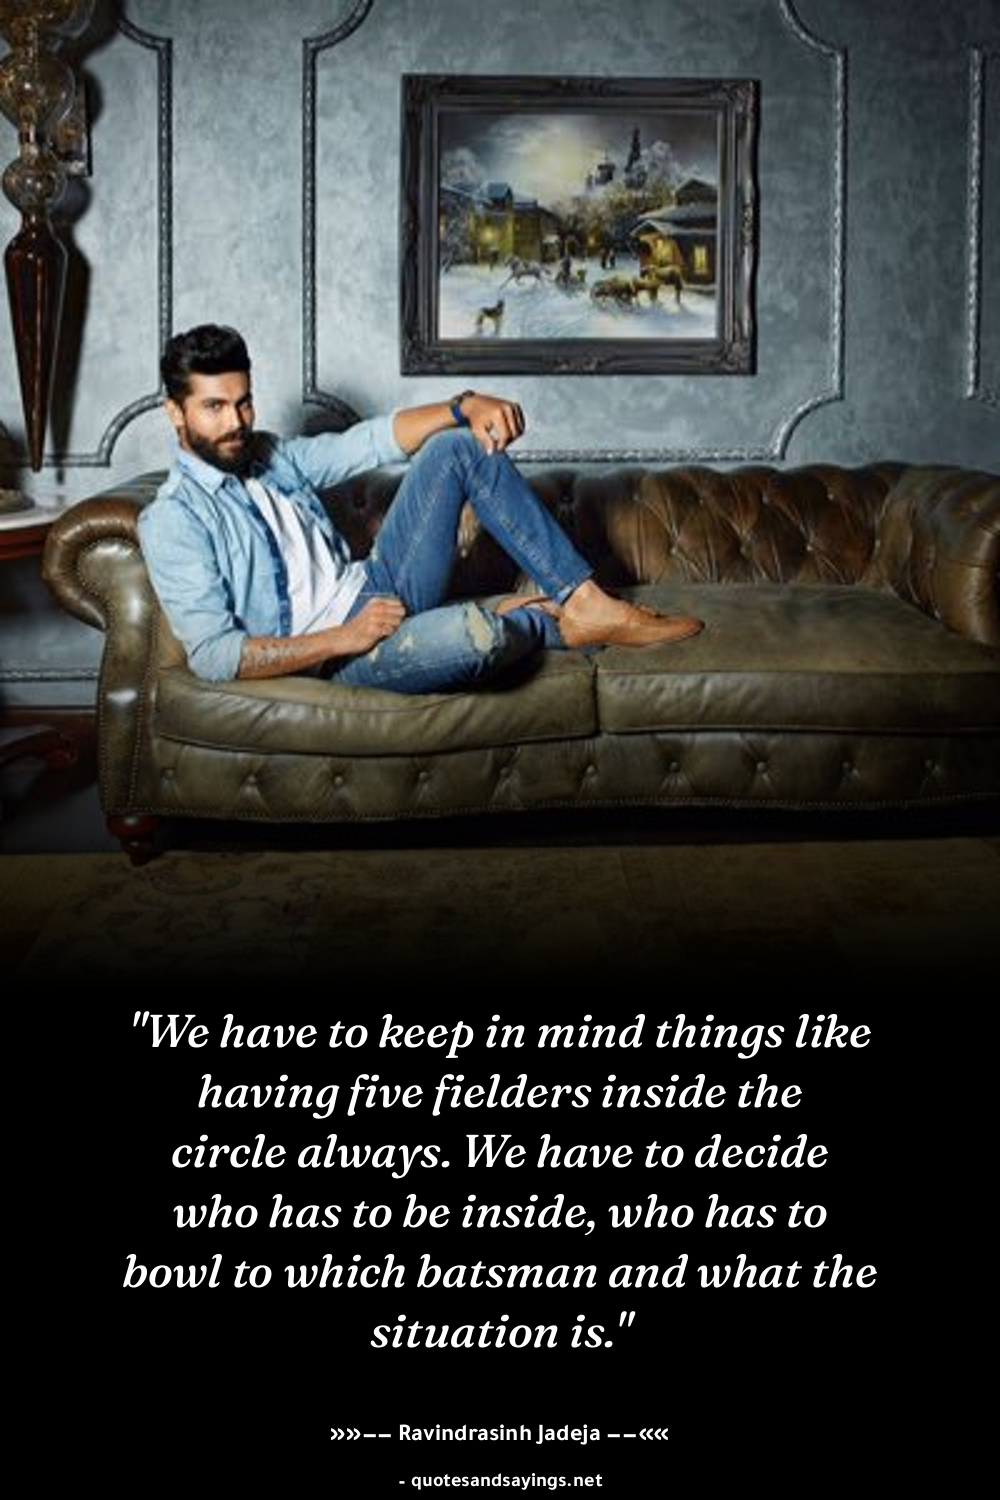 "We have to keep in mind things like
having five fielders inside the
circle always. We have to decide
who has to be inside, who has to
bowl to which batsman and what the
situation is."
»»−− Ravindrasinh Jadeja −−««
- quotesandsayings.net